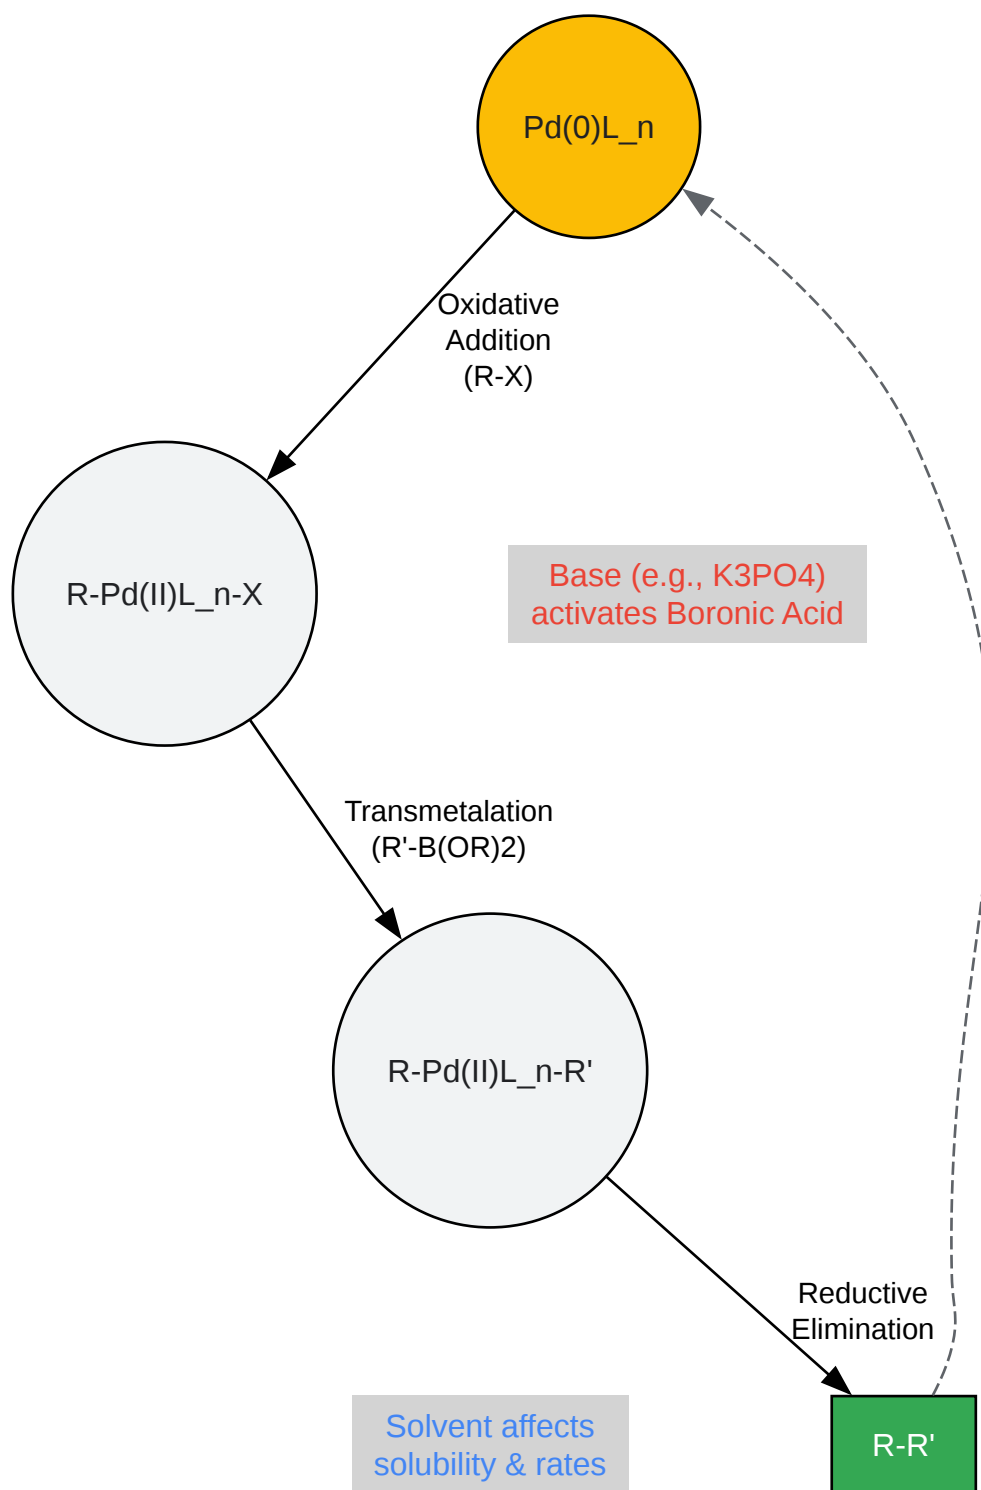 Pd(0)L_n
Oxidative
Addition
(R-X)
Base (e.g., K3PO4)
activates Boronic Acid
R-Pd(II)L_n-X
Transmetalation
(R'-B(OR)2)
R-Pd(II)L_n-R'
Reductive
Elimination
Solvent affects
solubility & rates
R-R'